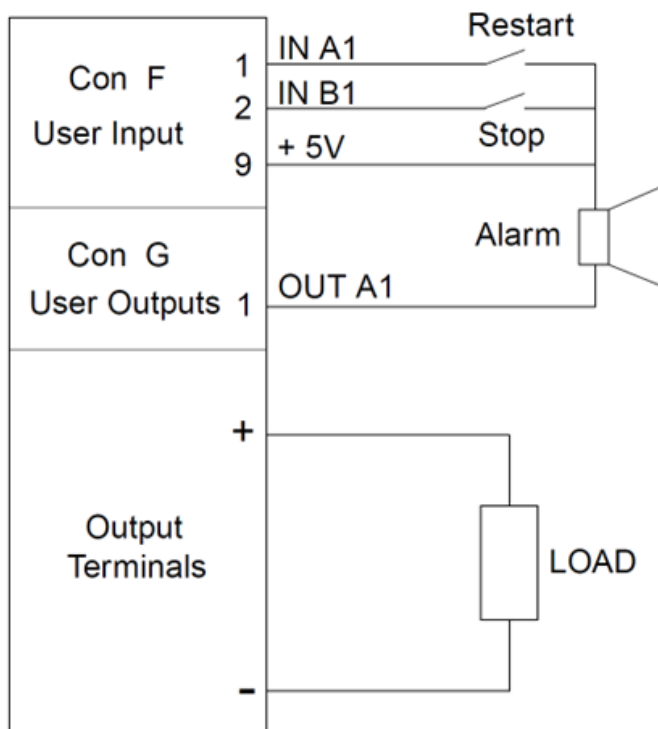 Con F
User Input
1
IN A1
Restart
2
IN B1
Stop
9
+ 5V
Con G
User Outputs
1
OUT A1
Alarm
+
Output
Terminals
LOAD
-